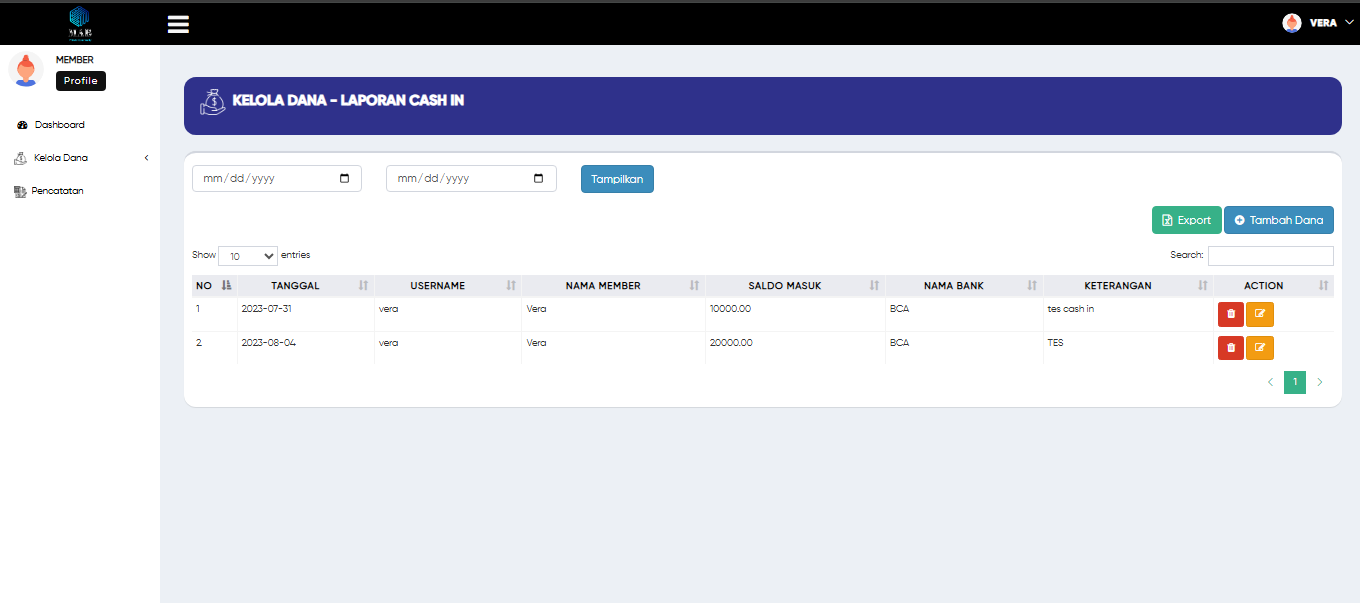 MAR
VERA
MEMBER
Profile
Dashboard
Kelola Dana
Pencatatan
KELOLA DANA - LAPORAN CASH IN
mm/dd/yyyy mm/dd/yyyy Tampilkan
Export Tambah Dana
Show 10 entries Search:
NO TANGGAL USERNAME NAMA MEMBER SALDO MASUK NAMA BANK KETERANGAN ACTION
1 2023-07-31 vera Vera 10000.00 BCA tes cash in
2 2023-08-04 vera Vera 20000.00 BCA TES
1